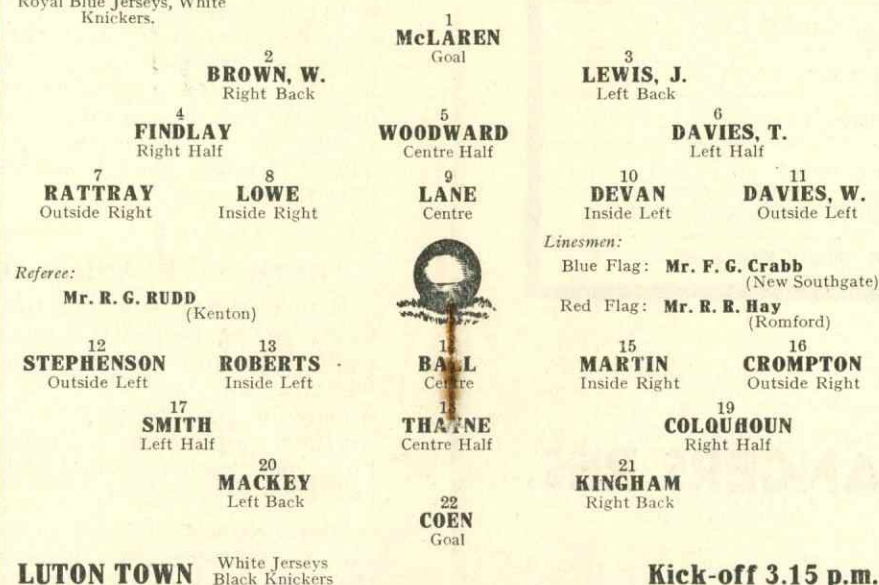 Royal Blue Jerseys, White
Knickers.
1
McLAREN
Goal
2
BROWN, W.
Right Back
3
LEWIS, J.
Left Back
4
FINDLAY
Right Half
5
WOODWARD
Centre Half
6
DAVIES, T.
Left Half
7
RATTRAY
Outside Right
8
LOWE
Inside Right
9
LANE
Centre
10
DEVAN
Inside Left
11
DAVIES, W.
Outside Left
Referee:
Mr. R. G. RUDD
(Kenton)
Linesmen:
Blue Flag: Mr. F. G. Crabb
(New Southgate)
Red Flag: Mr. R. R. Hay
(Romford)
12
STEPHENSON
Outside Left
13
ROBERTS
Inside Left
BALL
Centre
15
MARTIN
Inside Right
16
CROMPTON
Outside Right
17
SMITH
Left Half
Centre Half
19
COLQUHOUN
Right Half
20
MACKEY
Left Back
21
KINGHAM
Right Back
22
COEN
Goal
LUTON TOWN White Jerseys
Black Knickers
Kick-off 3.15 p.m.